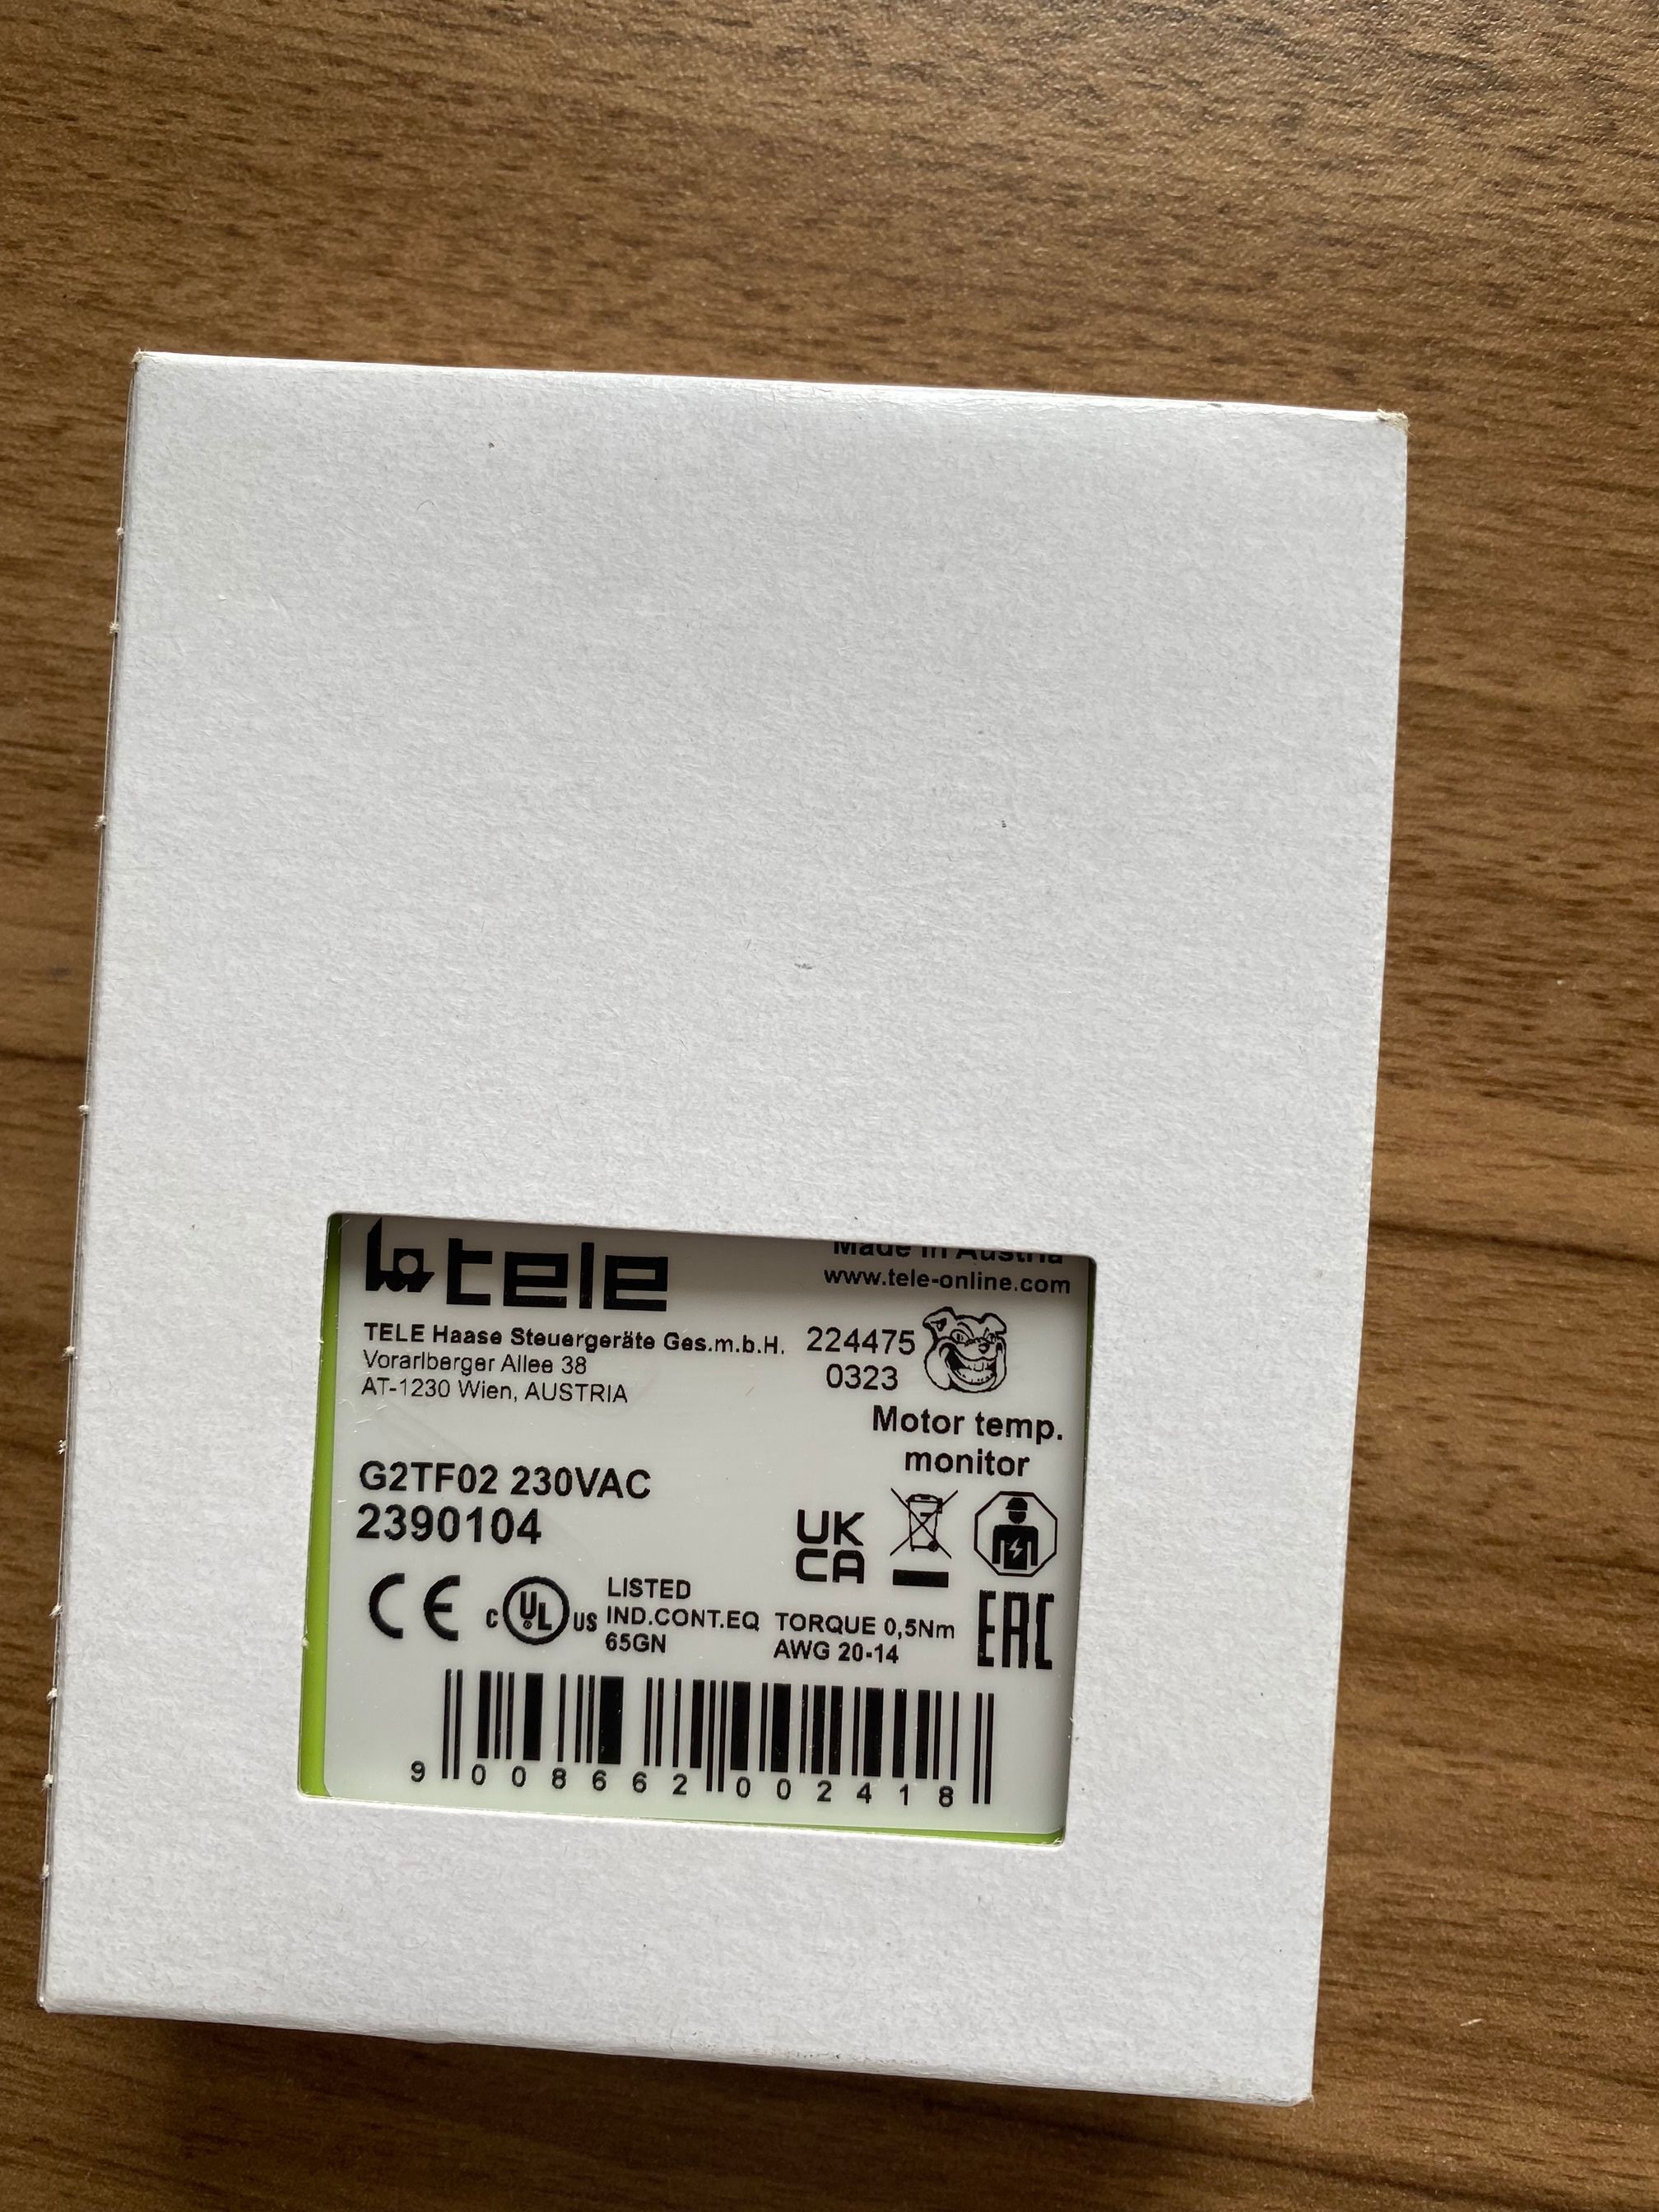 tele
Made in Austria
www.tele-online.com
TELE Haase Steuergeräte Ges.m.b.H.
Vorarlberger Allee 38
AT-1230 Wien, AUSTRIA
224475
0323
Motor temp.
monitor
G2TF02 230VAC
2390104
UK
CA
CE
C UL US
LISTED
IND.CONT.EQ
65GN
TORQUE 0,5Nm
AWG 20-14
EAC
9 008662 002418